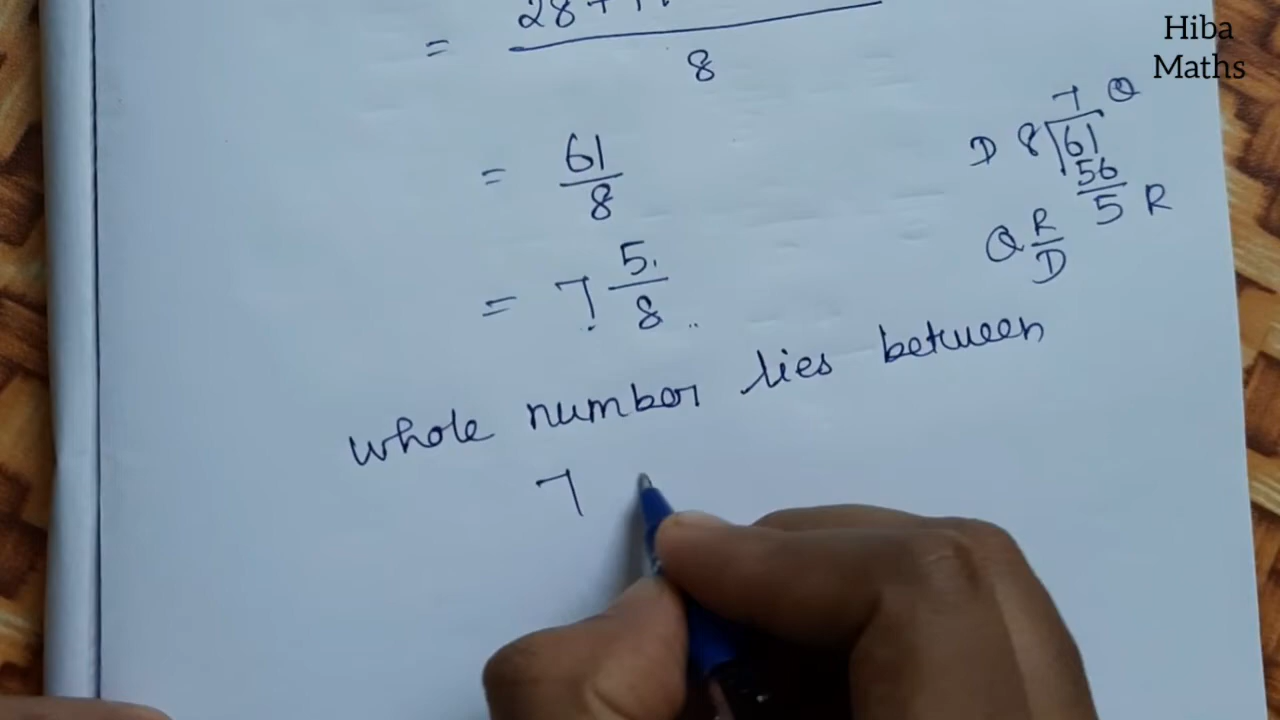 Hiba
Maths
= 28 +
8
7 Q
D 8 61
56
5 R
Q R/D
= 61/8
= 7 5/8
whole number lies between
7